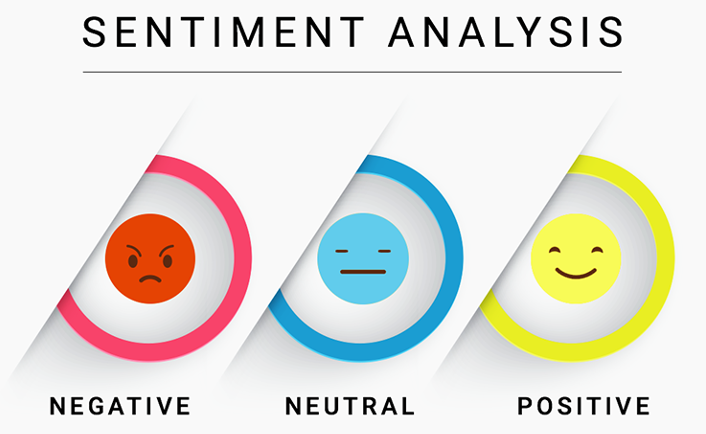 SENTIMENT ANALYSIS
NEGATIVE
NEUTRAL
POSITIVE